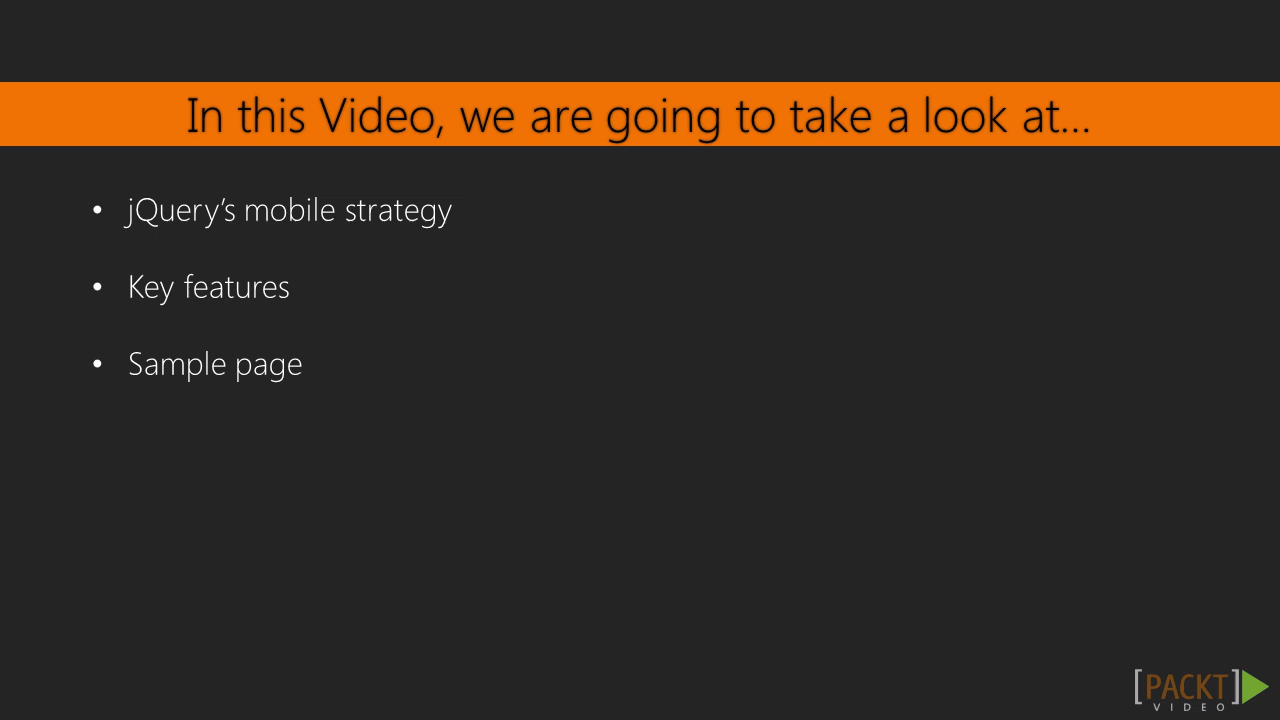 In this Video, we are going to take a look at...
• jQuery’s mobile strategy
• Key features
• Sample page
[PACKT]
VIDEO